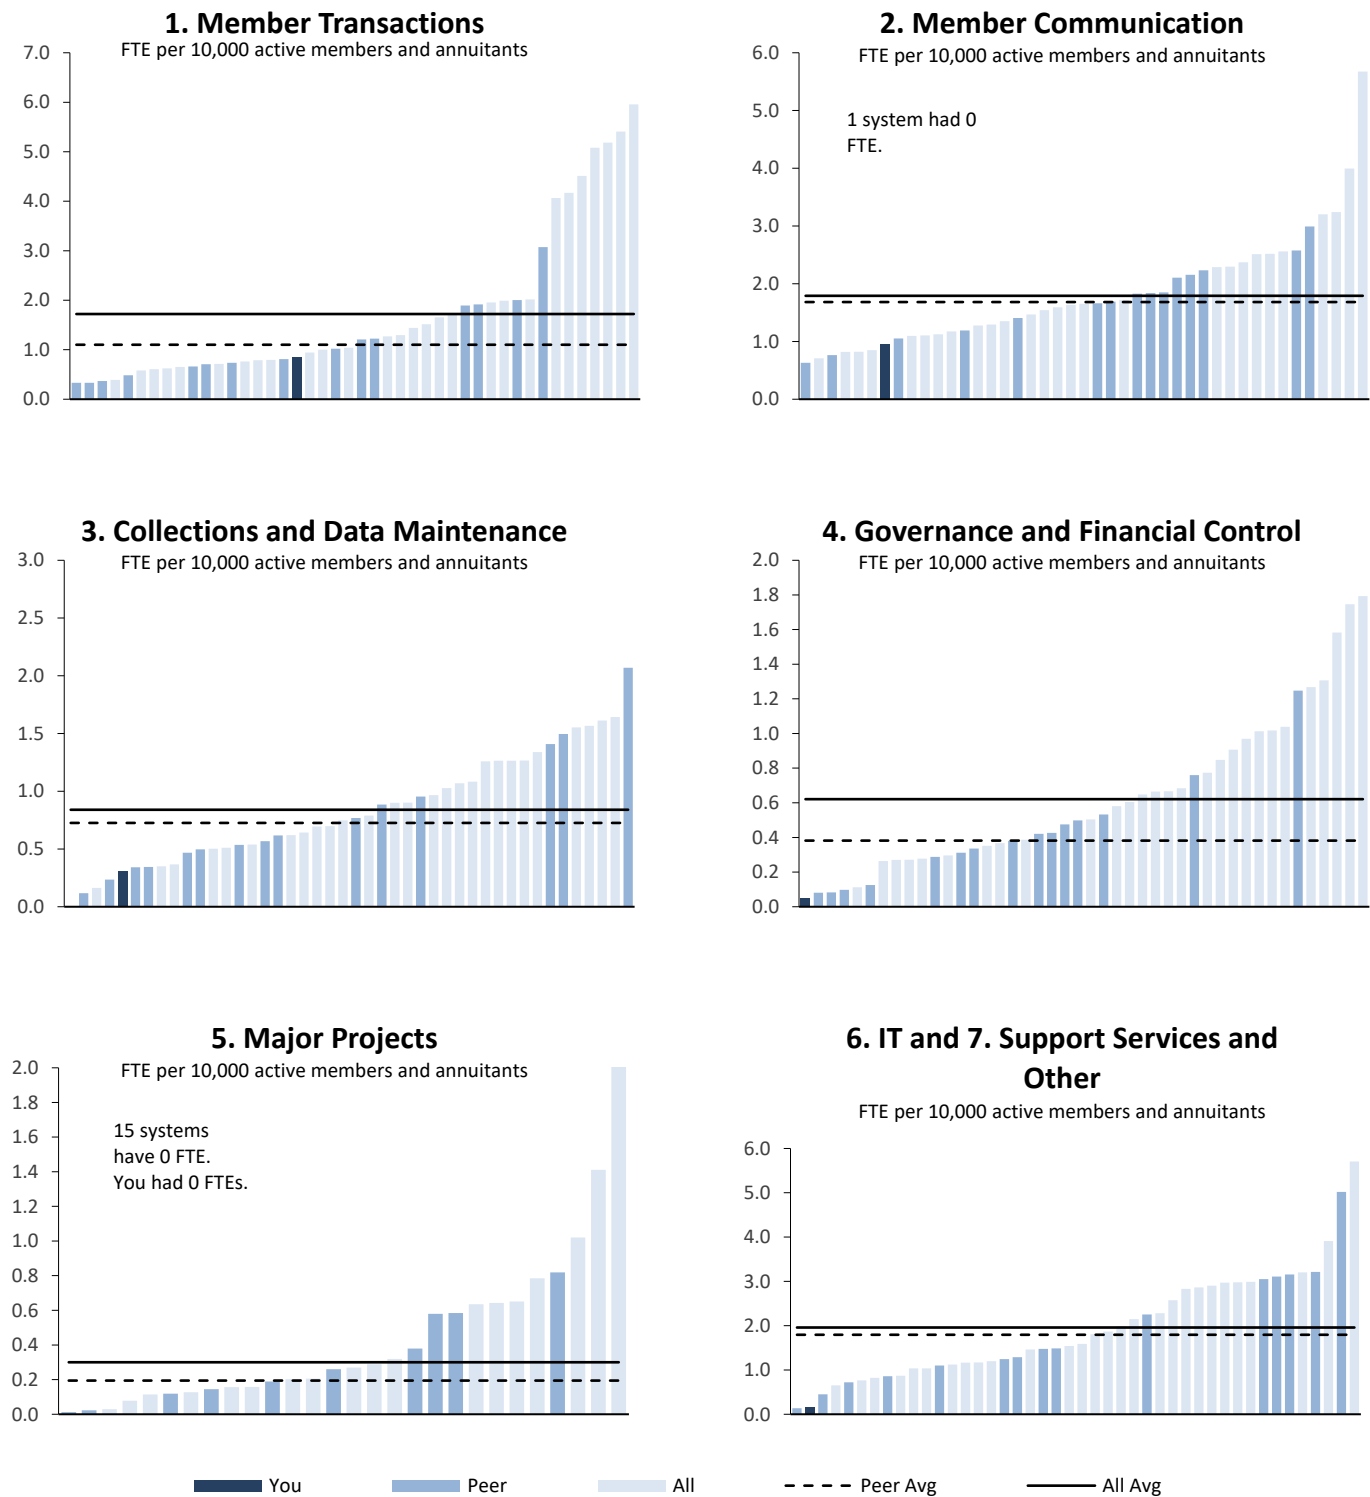 1. Member Transactions
FTE per 10,000 active members and annuitants
7.0
6.0
5.0
4.0
3.0
2.0
1.0
0.0
2. Member Communication
FTE per 10,000 active members and annuitants
1 system had 0
FTE.
6.0
5.0
4.0
3.0
2.0
1.0
0.0
3. Collections and Data Maintenance
FTE per 10,000 active members and annuitants
3.0
2.5
2.0
1.5
1.0
0.5
0.0
4. Governance and Financial Control
FTE per 10,000 active members and annuitants
2.0
1.8
1.6
1.4
1.2
1.0
0.8
0.6
0.4
0.2
0.0
5. Major Projects
FTE per 10,000 active members and annuitants
15 systems
have 0 FTE.
You had 0 FTEs.
2.0
1.8
1.6
1.4
1.2
1.0
0.8
0.6
0.4
0.2
0.0
6. IT and 7. Support Services and
Other
FTE per 10,000 active members and annuitants
6.0
5.0
4.0
3.0
2.0
1.0
0.0
You
Peer
All
Peer Avg
All Avg